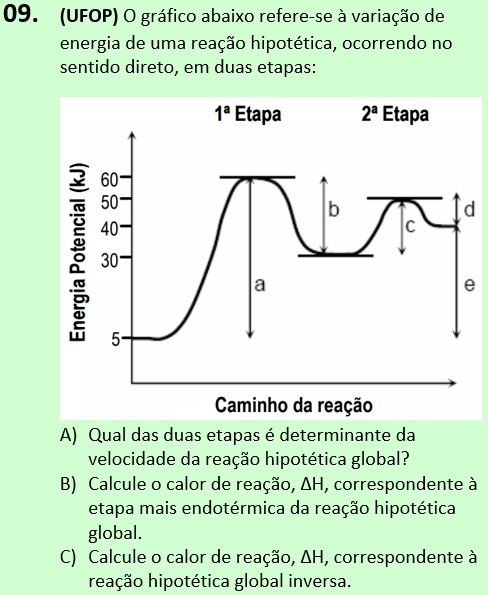 09. (UFOP) O gráfico abaixo refere-se à variação de
energia de uma reação hipotética, ocorrendo no
sentido direto, em duas etapas:
1ª Etapa 2ª Etapa
Energia Potencial (kJ)
60
50
40
30
5
a
b
c
d
e
Caminho da reação
A) Qual das duas etapas é determinante da
velocidade da reação hipotética global?
B) Calcule o calor de reação, ΔH, correspondente à
etapa mais endotérmica da reação hipotética
global.
C) Calcule o calor de reação, ΔH, correspondente à
reação hipotética global inversa.